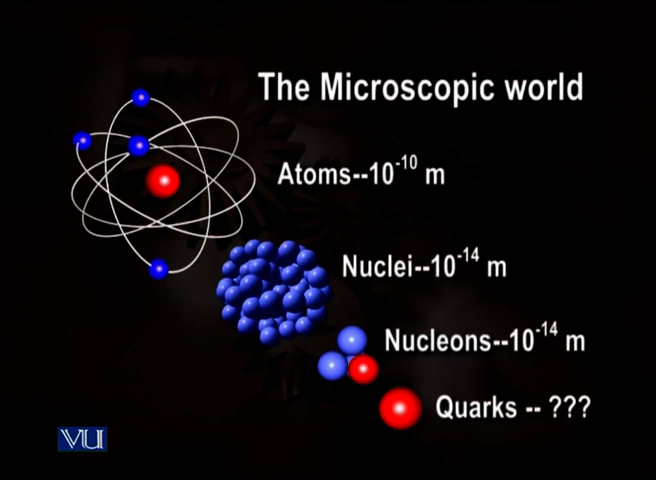 The Microscopic world
Atoms--10⁻¹⁰ m
Nuclei--10⁻¹⁴ m
Nucleons--10⁻¹⁴ m
Quarks -- ???
VU